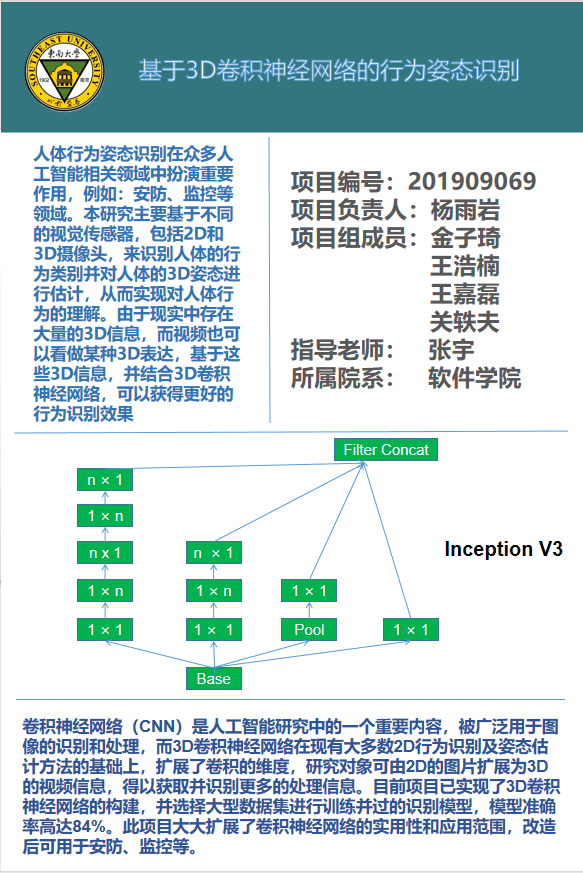 SOUTHEAST UNIVERSITY
东南大学
1902
南京
基于3D卷积神经网络的行为姿态识别
人体行为姿态识别在众多人
工智能相关领域中扮演重要
作用，例如：安防、监控等
领域。本研究主要基于不同
的视觉传感器，包括2D和
3D摄像头，来识别人体的行
为类别并对人体的3D姿态进
行估计，从而实现对人体行
为的理解。由于现实中存在
大量的3D信息，而视频也可
以看做某种3D表达，基于这
些3D信息，并结合3D卷积
神经网络，可以获得更好的
行为识别效果
项目编号：201909069
项目负责人：杨雨岩
项目组成员：金子琦
王浩楠
王嘉磊
关轶夫
指导老师： 张宇
所属院系： 软件学院
Filter Concat
n × 1
1 × n
n x 1
n × 1
Inception V3
1 × n
1 × n
1 × 1
1 × 1
1 × 1
Pool
1 × 1
Base
卷积神经网络（CNN）是人工智能研究中的一个重要内容，被广泛用于图
像的识别和处理，而3D卷积神经网络在现有大多数2D行为识别及姿态估
计方法的基础上，扩展了卷积的维度，研究对象可由2D的图片扩展为3D
的视频信息，得以获取并识别更多的处理信息。目前项目已实现了3D卷积
神经网络的构建，并选择大型数据集进行训练并过的识别模型，模型准确
率高达84%。此项目大大扩展了卷积神经网络的实用性和应用范围，改造
后可用于安防、监控等。